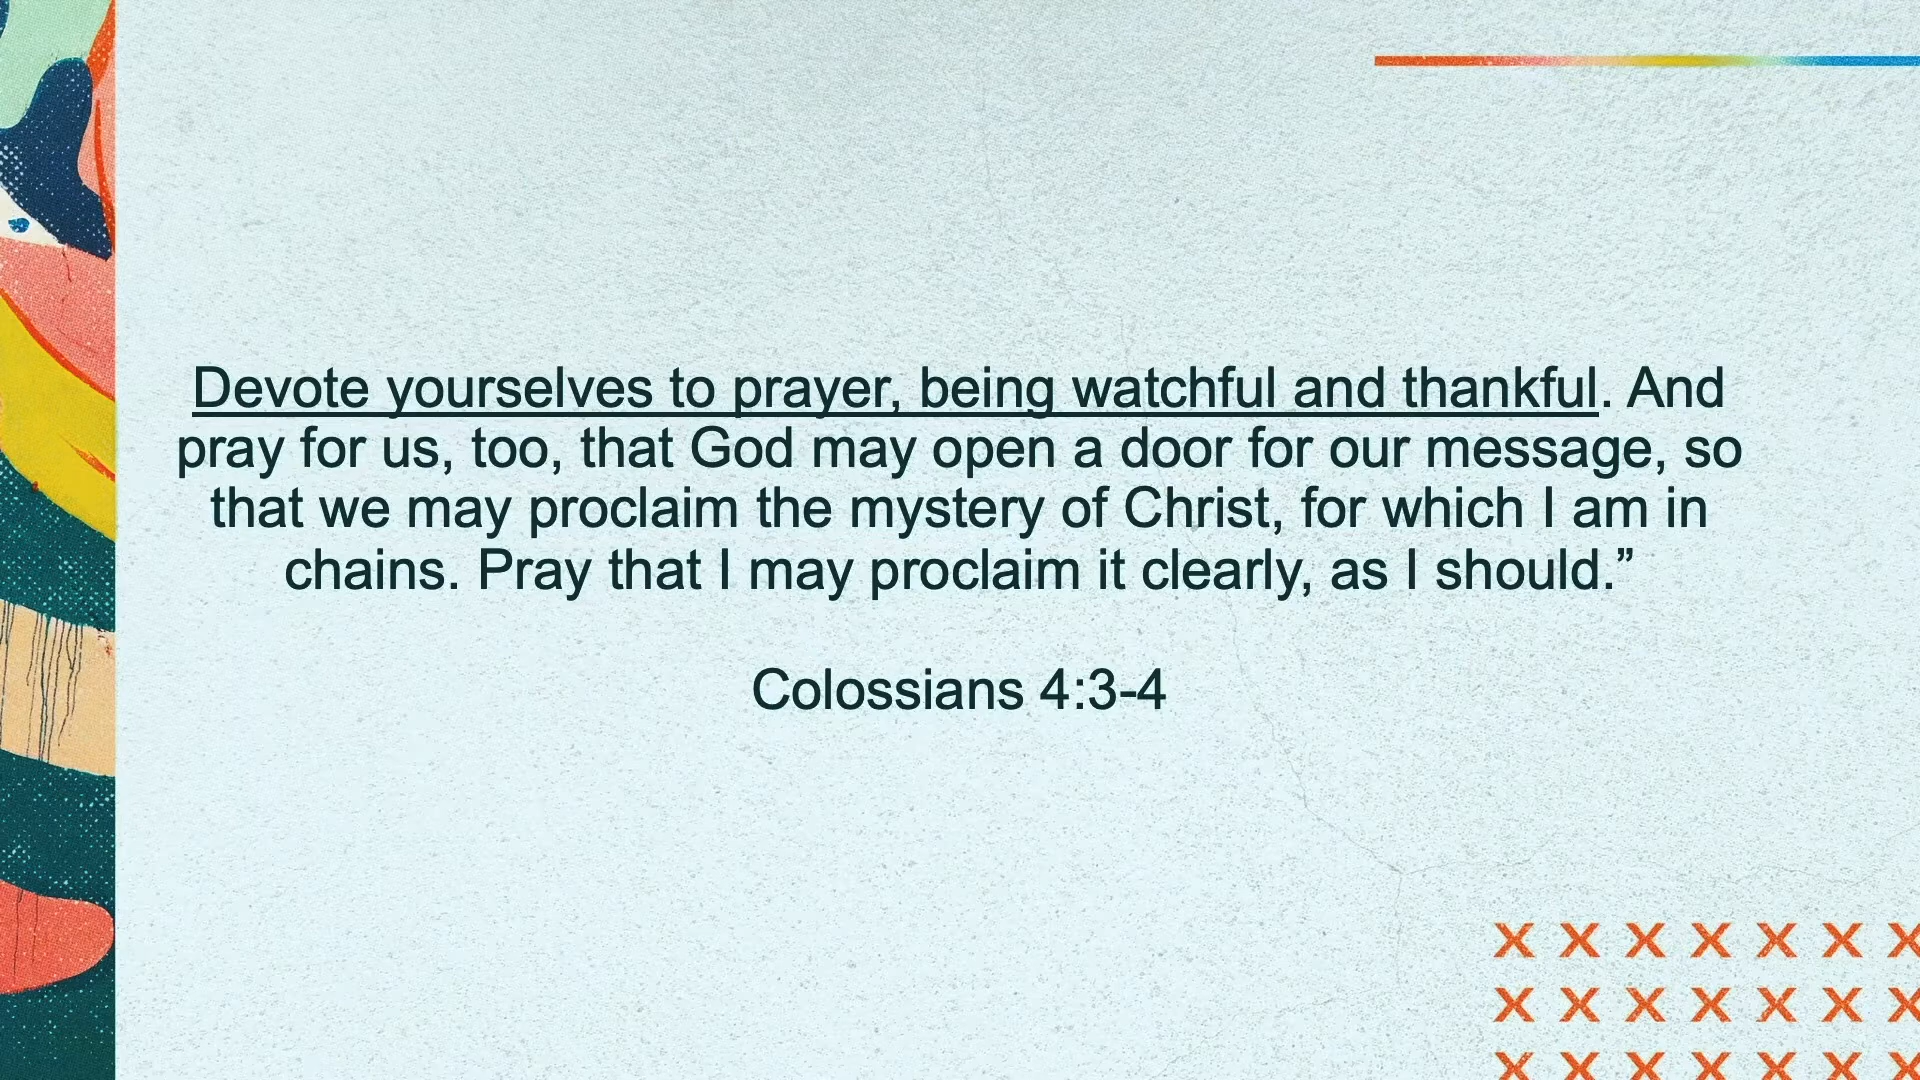 Devote yourselves to prayer, being watchful and thankful. And
pray for us, too, that God may open a door for our message, so
that we may proclaim the mystery of Christ, for which I am in
chains. Pray that I may proclaim it clearly, as I should.”
Colossians 4:3-4